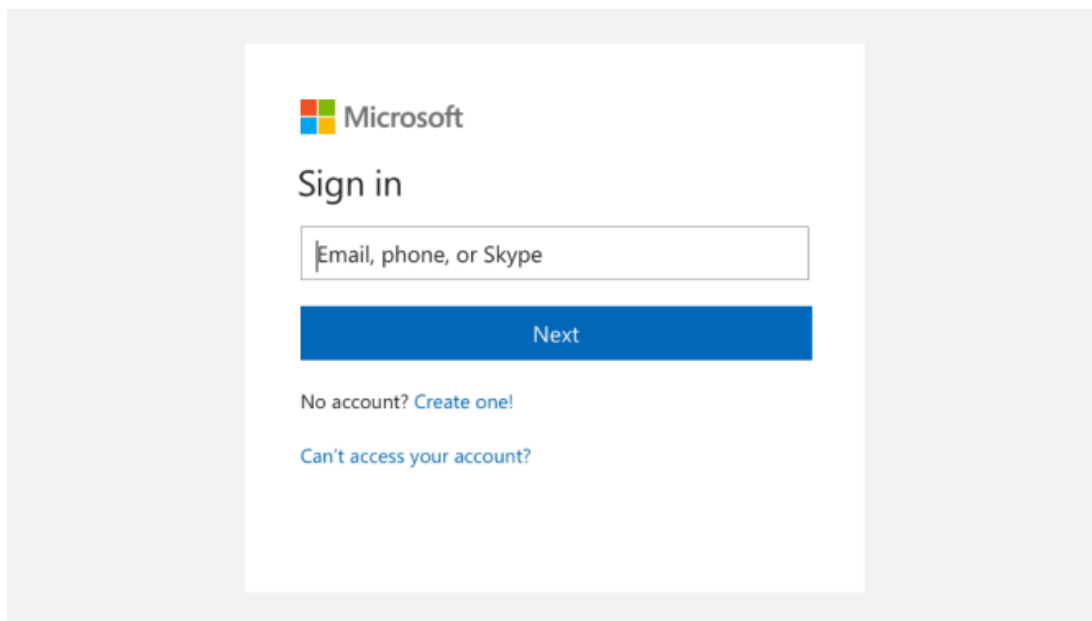 Microsoft
Sign in
Email, phone, or Skype
Next
No account? Create one!
Can't access your account?